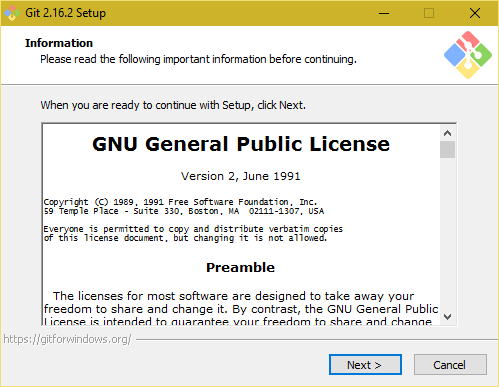 Git 2.16.2 Setup
Information
Please read the following important information before continuing.
When you are ready to continue with Setup, click Next.
GNU General Public License
Version 2, June 1991
Copyright (C) 1989, 1991 Free Software Foundation, Inc.
59 Temple Place - Suite 330, Boston, MA  02111-1307, USA
Everyone is permitted to copy and distribute verbatim copies
of this license document, but changing it is not allowed.
Preamble
The licenses for most software are designed to take away your
freedom to share and change it. By contrast, the GNU General Public
License is intended to guarantee your freedom to share and change
https://gitforwindows.org/
Next >
Cancel